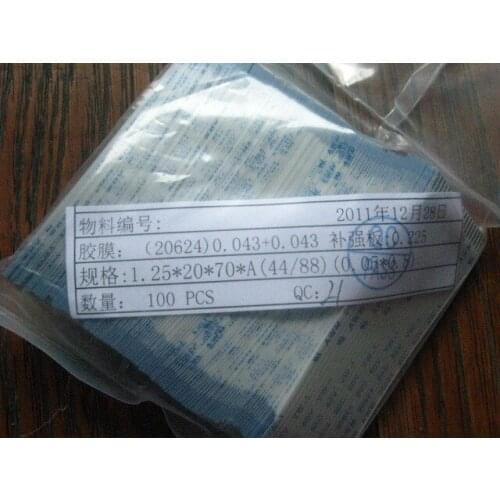 物料编号: 2011年12月28日
胶膜: (20624)0.043+0.043 补强板:0.225
规格:1.25*20*70*A(44/88)
数量: 100 PCS QC: